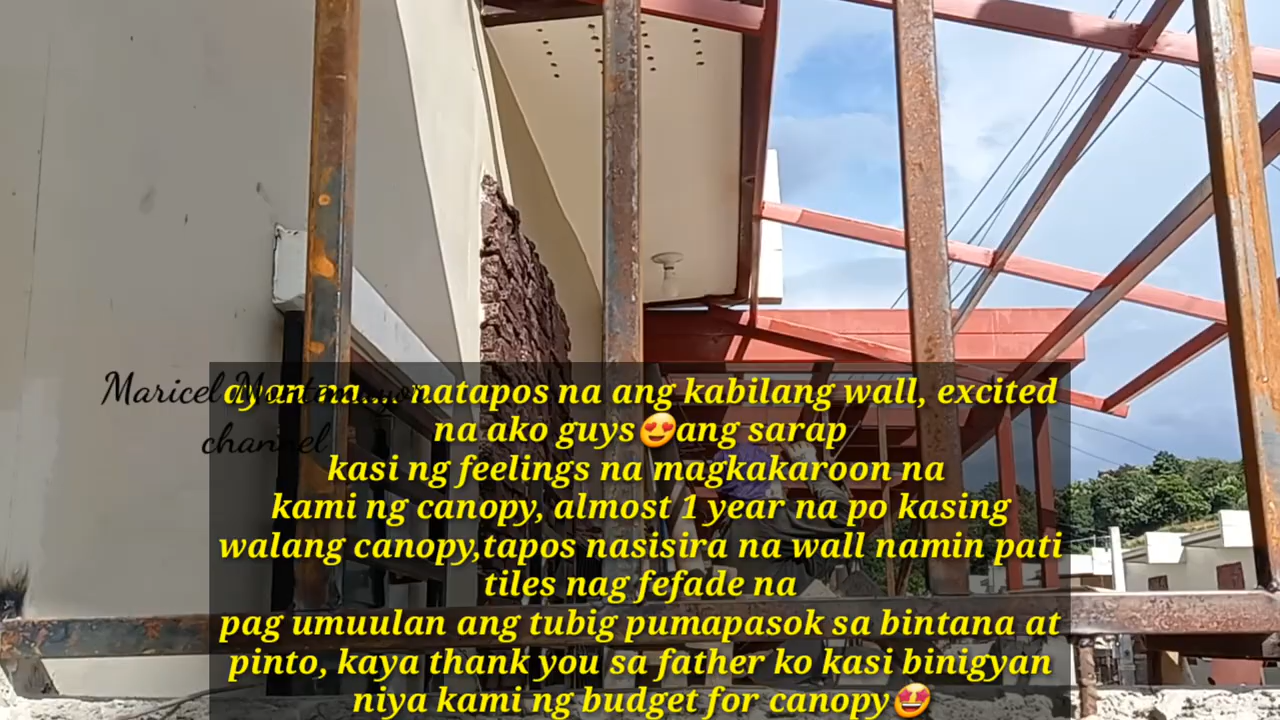 Maricel
channel
ayan na.... natapos na ang kabilang wall, excited
na ako guys😍ang sarap
kasi ng feelings na magkakaroon na
kami ng canopy, almost 1 year na po kasing
walang canopy,tapos nasisira na wall namin pati
tiles nag fefade na
pag umuulan ang tubig pumapasok sa bintana at
pinto, kaya thank you sa father ko kasi binigyan
niya kami ng budget for canopy🤩